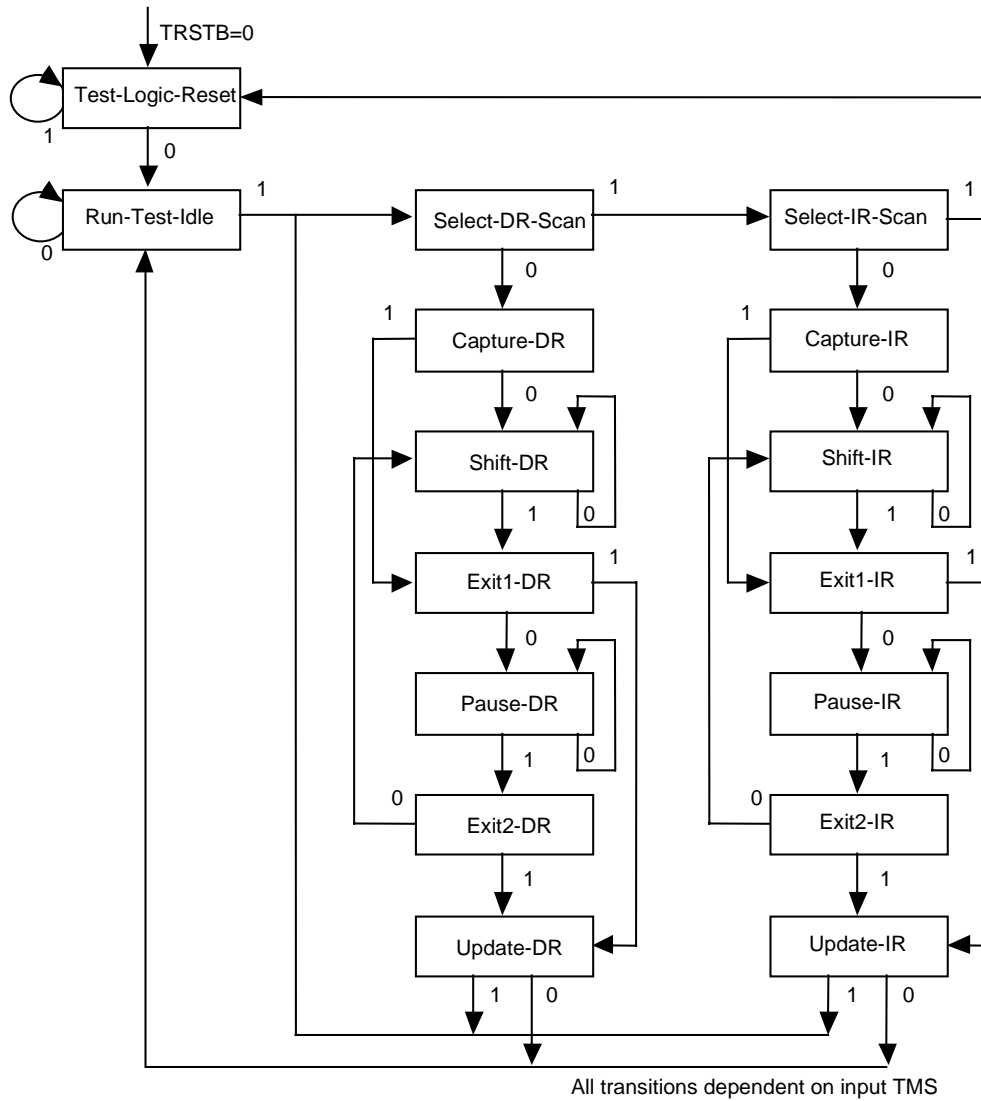 TRSTB=0
Test-Logic-Reset
1
0
Run-Test-Idle
1
0
Select-DR-Scan
1
Select-IR-Scan
1
0
0
1
Capture-DR
1
Capture-IR
0
0
Shift-DR
Shift-IR
1
0
1
0
Exit1-DR
1
Exit1-IR
1
0
0
Pause-DR
Pause-IR
1
0
1
0
0
Exit2-DR
0
Exit2-IR
1
1
Update-DR
Update-IR
1
0
1
0
All transitions dependent on input TMS